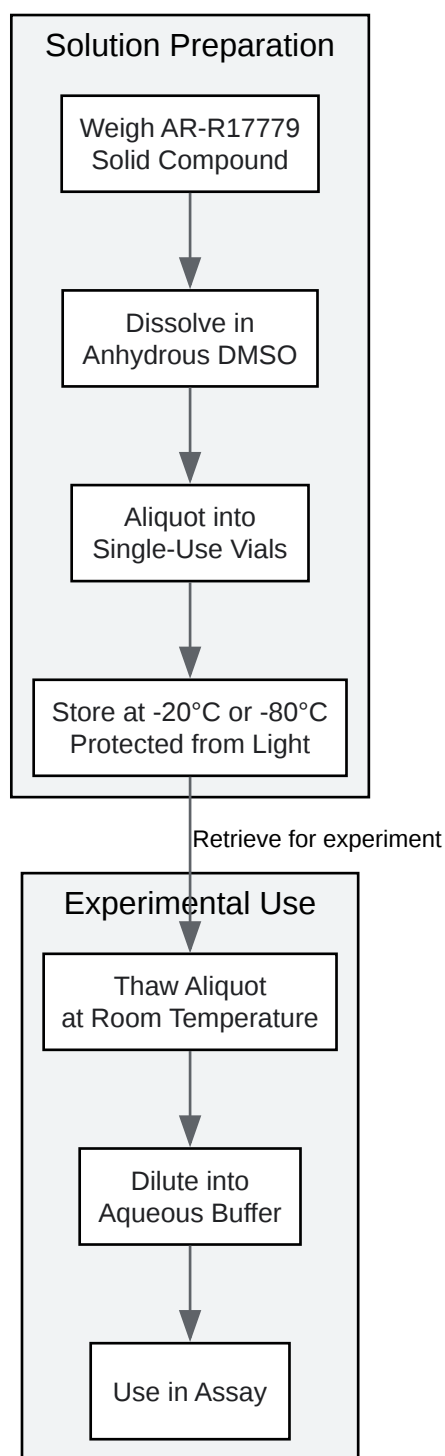 Solution Preparation
Weigh AR-R17779
Solid Compound
Dissolve in
Anhydrous DMSO
Aliquot into
Single-Use Vials
Store at -20°C or -80°C
Protected from Light
Retrieve for experiment
Experimental Use
Thaw Aliquot
at Room Temperature
Dilute into
Aqueous Buffer
Use in Assay